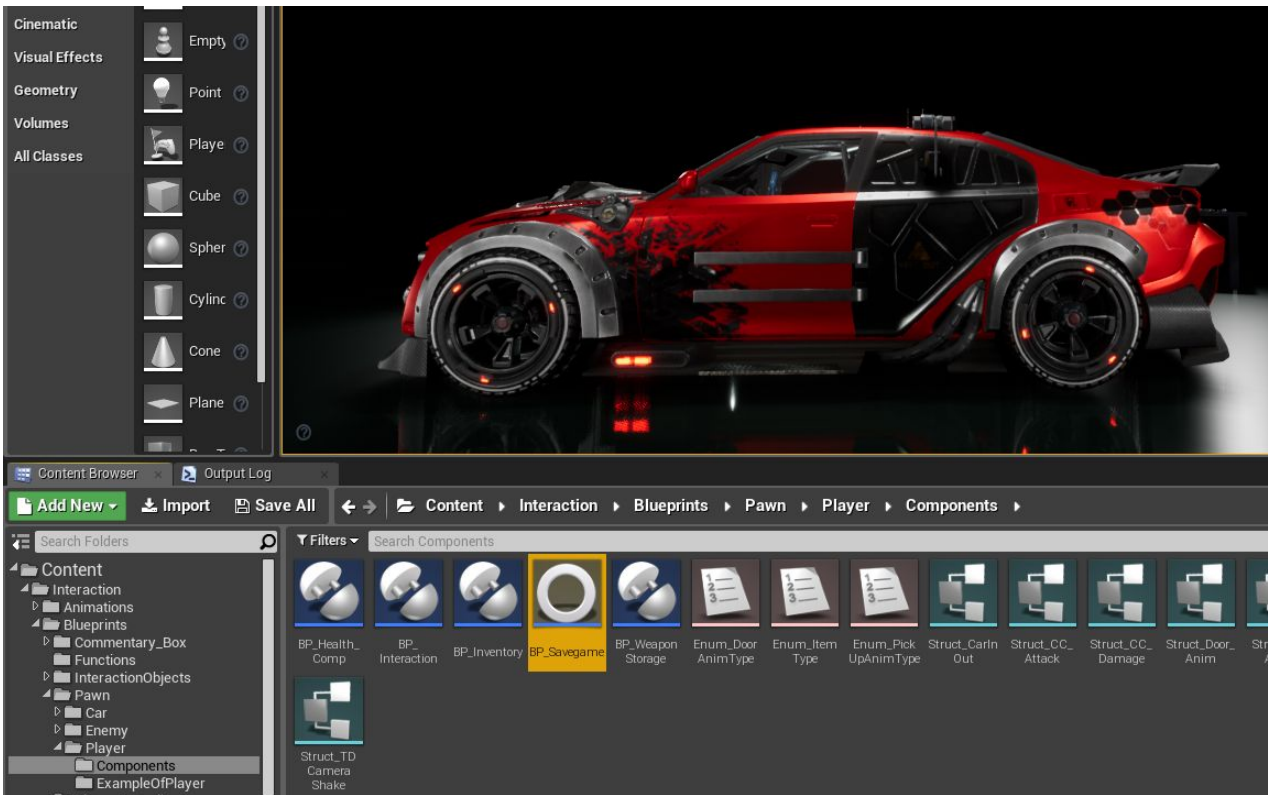 Cinematic
Visual Effects
Geometry
Volumes
All Classes
Empty
Point
Playe
Cube
Spher
Cylinc
Cone
Plane
Content Browser
Output Log
Add New
Import
Save All
Content
Interaction
Blueprints
Pawn
Player
Components
Search Folders
Filters
Search Components
Content
Interaction
Animations
Blueprints
Commentary_Box
Functions
InteractionObjects
Pawn
Car
Enemy
Player
Components
ExampleOfPlayer
BP_Health_
Comp
BP_
Interaction
BP_Inventory
BP_Savegame
BP_Weapon
Storage
Enum_Door
AnimType
Enum_Item
Type
Enum_Pick
UpAnimType
Struct_CarIn
Out
Struct_CC_
Attack
Struct_CC_
Damage
Struct_Door_
Anim
Struct_TD
Camera
Shake